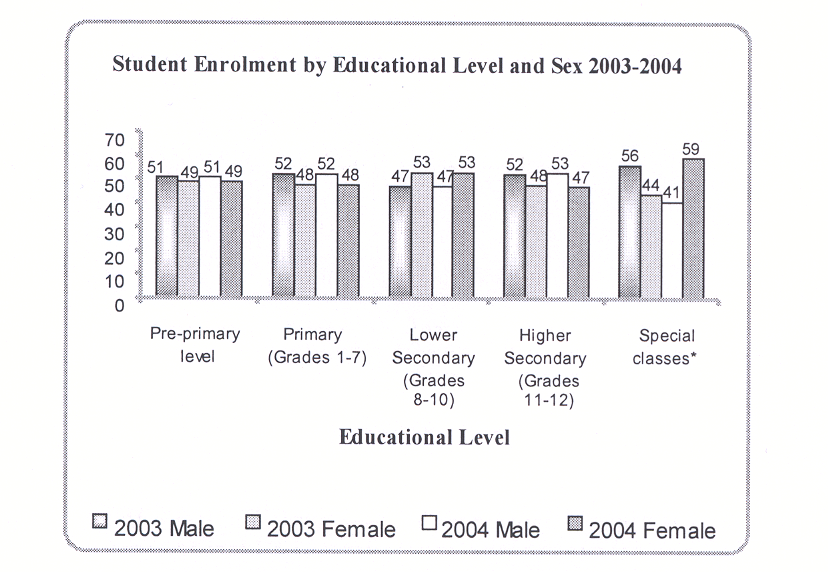 Student Enrolment by Educational Level and Sex 2003-2004
70
60
50
40
30
20
10
0
51 49 51 49
52 48 52 48
47 53 47 53
52 48 53 47
56 44 41 59
Pre-primary
level
Primary
(Grades 1-7)
Lower
Secondary
(Grades
8-10)
Higher
Secondary
(Grades
11-12)
Special
classes*
Educational Level
2003 Male 2003 Female 2004 Male 2004 Female